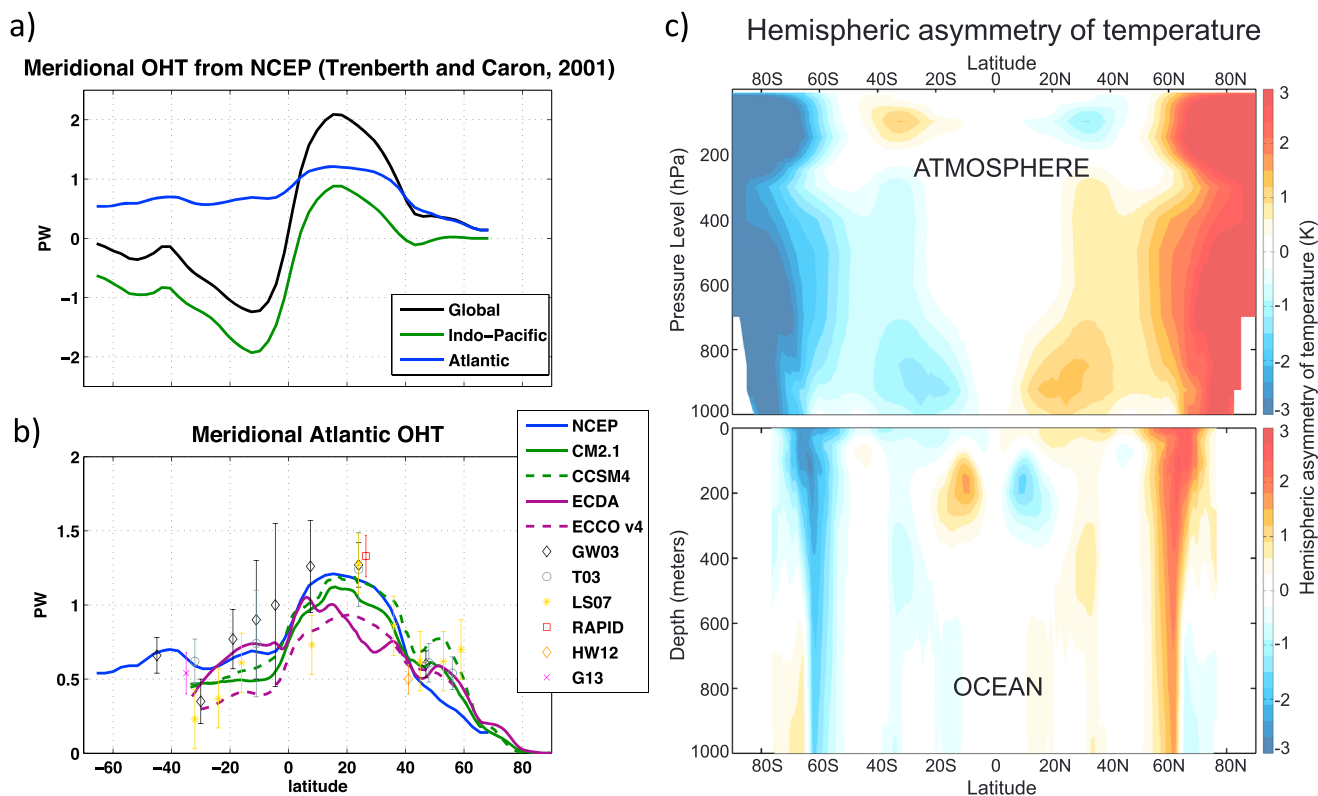 a)
Meridional OHT from NCEP (Trenberth and Caron, 2001)
2
1
0
−1
−2
PW
Global
Indo−Pacific
Atlantic
b)
Meridional Atlantic OHT
2
1.5
1
0.5
0
PW
−60 −40 −20 0 20 40 60 80
latitude
NCEP
CM2.1
CCSM4
ECDA
ECCO v4
GW03
T03
LS07
RAPID
HW12
G13
c)
Hemispheric asymmetry of temperature
Latitude
80S 60S 40S 20S 0 20N 40N 60N 80N
200
400
600
800
1000
Pressure Level (hPa)
ATMOSPHERE
3
2
1
0
-1
-2
-3
Hemispheric asymmetry of temperature (K)
0
200
400
600
800
1000
Depth (meters)
OCEAN
80S 60S 40S 20S 0 20N 40N 60N 80N
Latitude
3
2
1
0
-1
-2
-3
Hemispheric asymmetry of temperature (K)